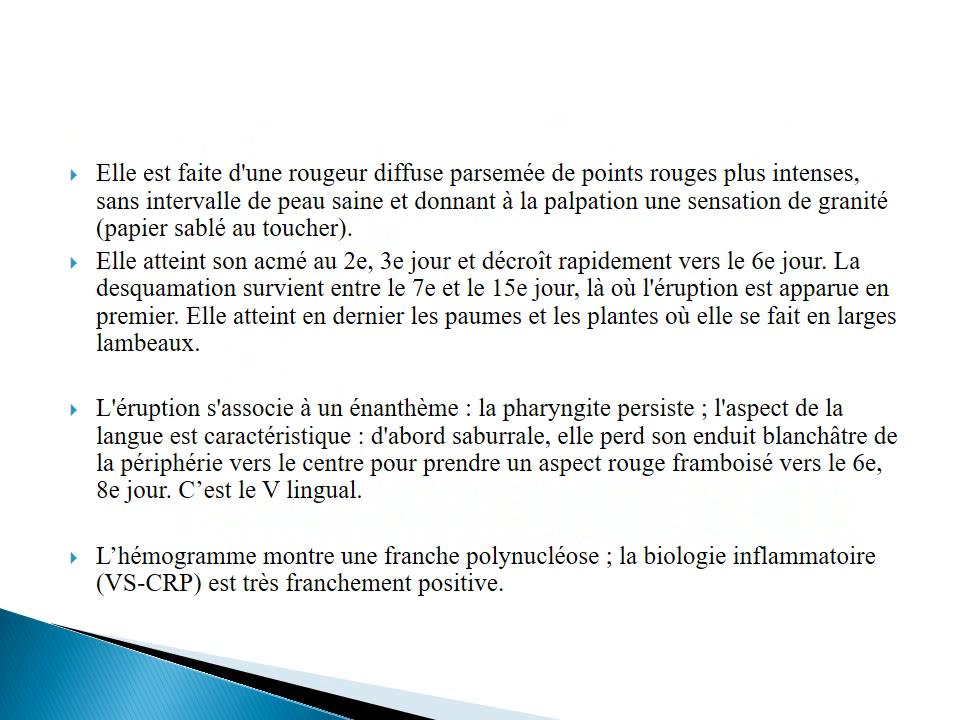 Elle est faite d'une rougeur diffuse parsemée de points rouges plus intenses,
sans intervalle de peau saine et donnant à la palpation une sensation de granité
(papier sablé au toucher).
Elle atteint son acmé au 2e, 3e jour et décroît rapidement vers le 6e jour. La
desquamation survient entre le 7e et le 15e jour, là où l'éruption est apparue en
premier. Elle atteint en dernier les paumes et les plantes où elle se fait en larges
lambeaux.
L'éruption s'associe à un énanthème : la pharyngite persiste ; l'aspect de la
langue est caractéristique : d'abord saburrale, elle perd son enduit blanchâtre de
la périphérie vers le centre pour prendre un aspect rouge framboisé vers le 6e,
8e jour. C’est le V lingual.
L’hémogramme montre une franche polynucléose ; la biologie inflammatoire
(VS-CRP) est très franchement positive.